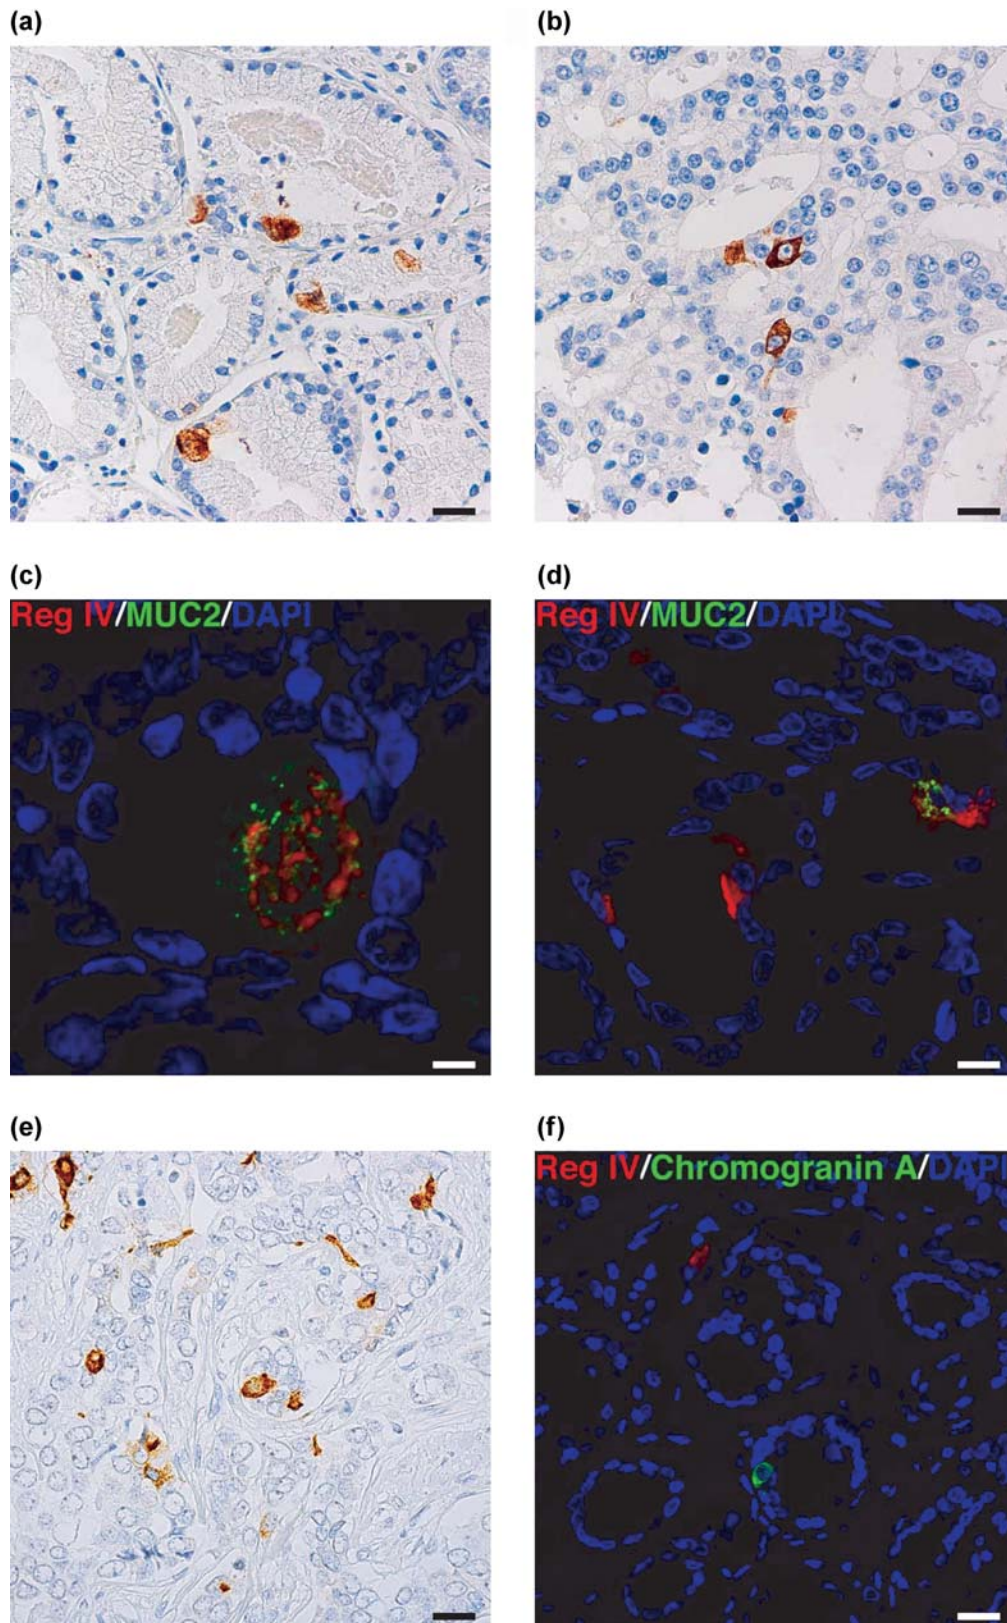 (a)
(b)
(c)
(d)
Reg IV/MUC2/DAPI
Reg IV/MUC2/DAPI
(e)
(f)
Reg IV/Chromogranin A/DAPI